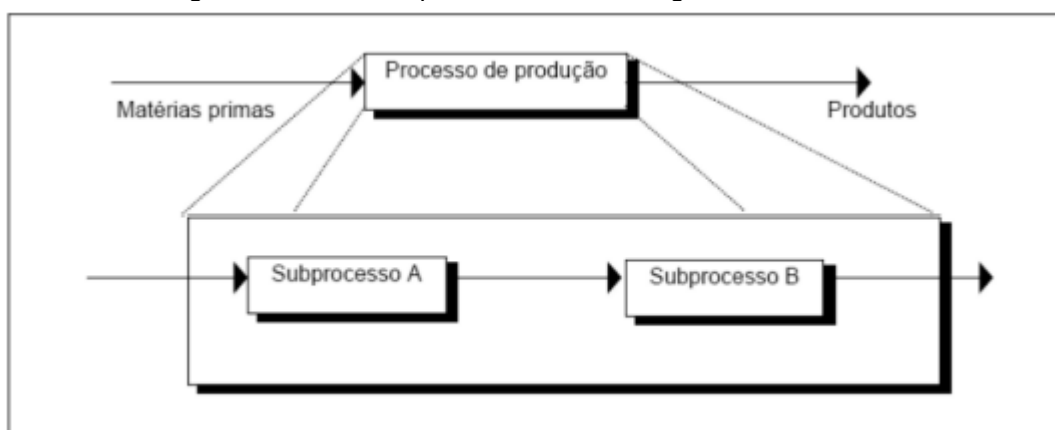 Processo de produção
Matérias primas
Produtos
Subprocesso A
Subprocesso B